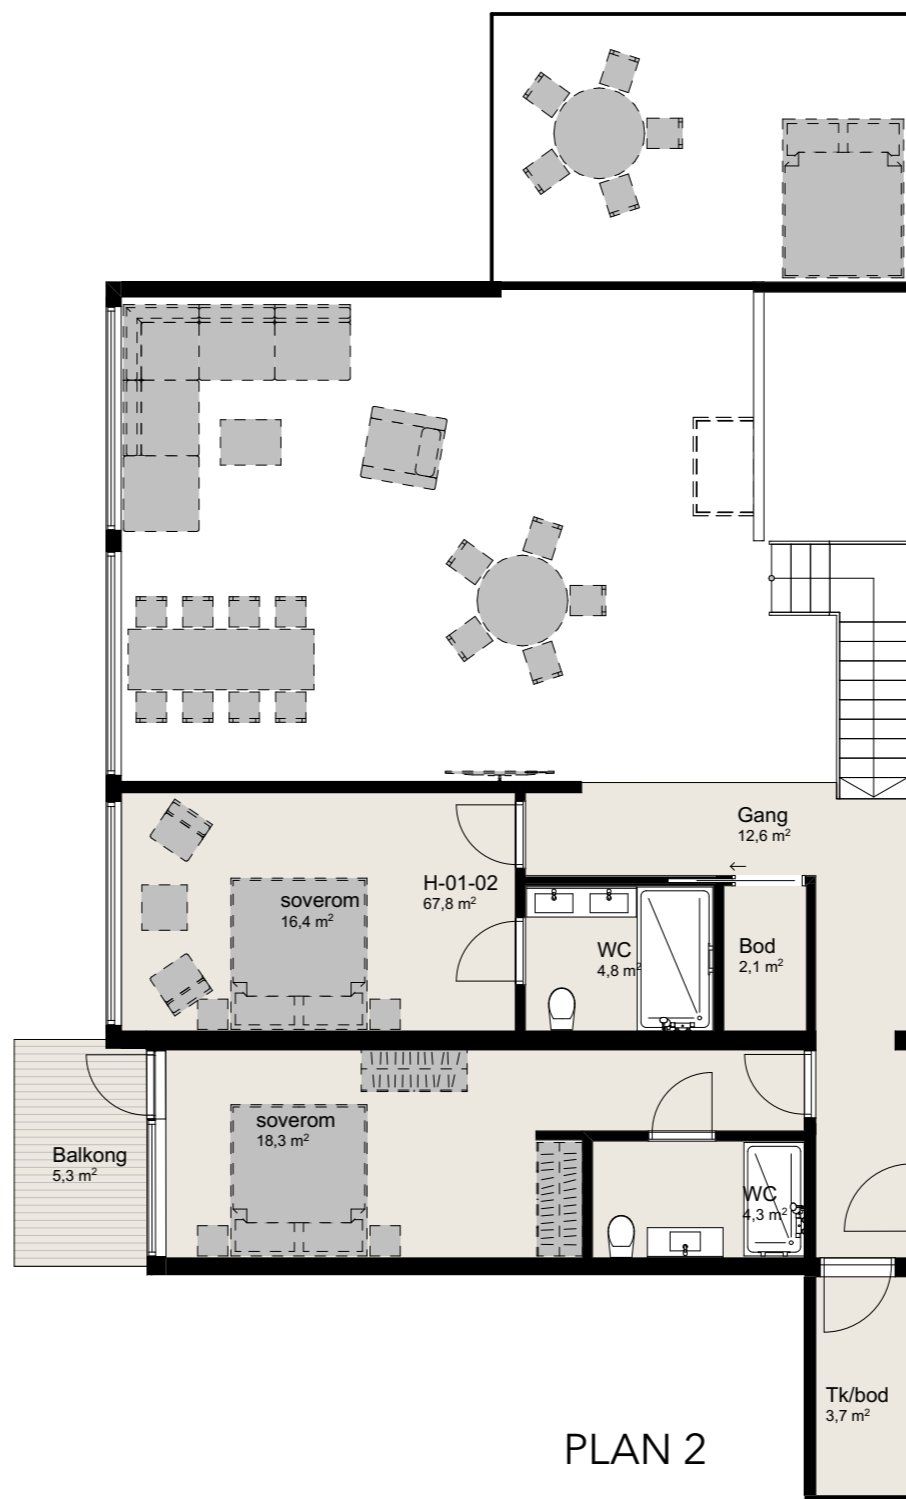 Gang
12,6 m²
H-01-02
67,8 m²
soverom
16,4 m²
WC
4,8 m²
Bod
2,1 m²
soverom
18,3 m²
Balkong
5,3 m²
WC
4,3 m²
Tk/bod
3,7 m²
PLAN 2